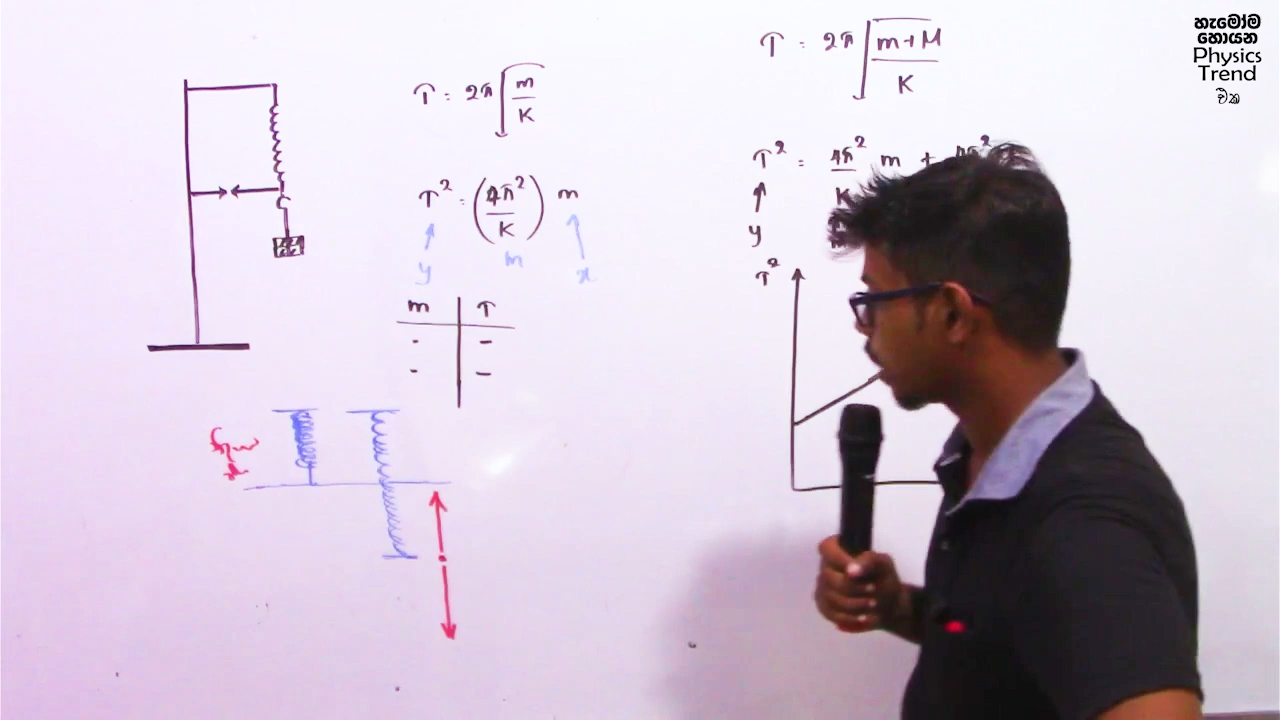 හැමෝම
හොයන
Physics
Trend
එක
T = 2π √(m/K)
T² = (4π²/K) m
y m x
m T
- -
- -
T = 2π √((m+M)/K)
T² = 4π²/K m +
y
T²